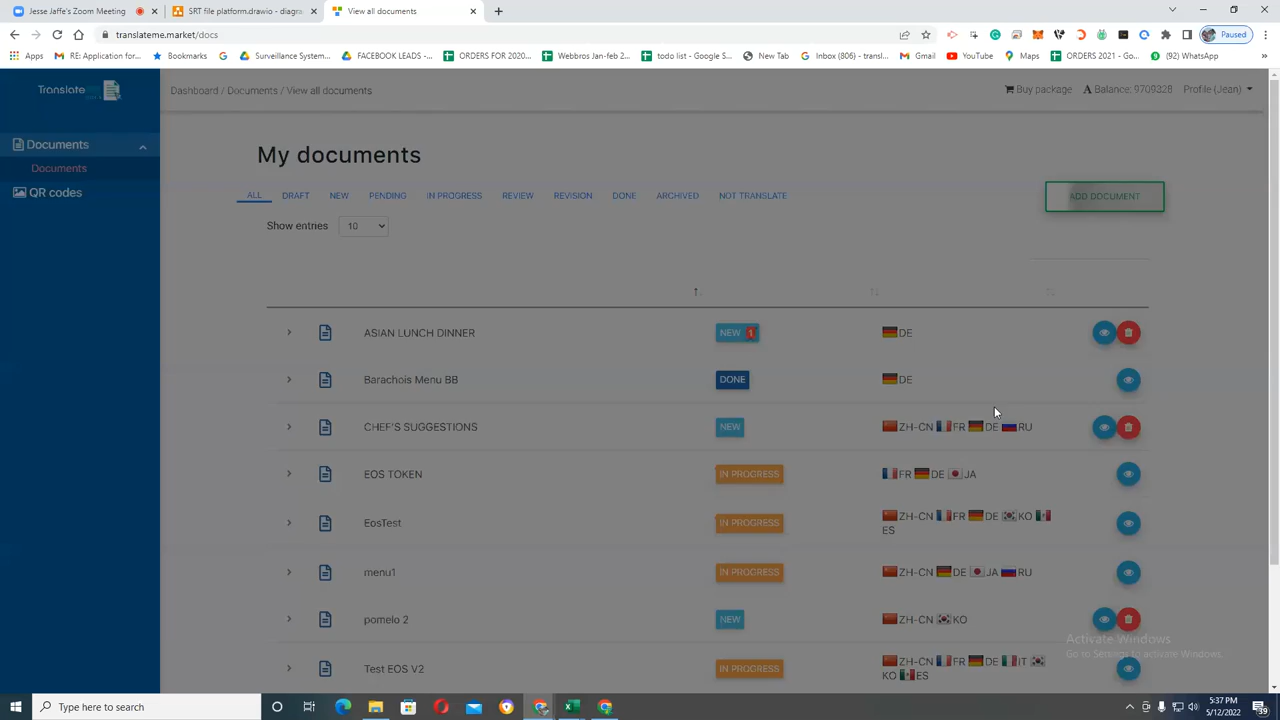 Jesse Jaffe's Zoom Meeting
SRT file platform.drawio - diagra
View all documents
translateme.market/docs
Paused
Apps
RE: Application for...
Bookmarks
Surveillance System...
FACEBOOK LEADS -...
ORDERS FOR 2020...
Webbros Jan-feb 2...
todo list - Google S...
New Tab
Inbox (806) - transl...
Gmail
YouTube
Maps
ORDERS 2021 - Go...
(92) WhatsApp
Translate
Dashboard / Documents / View all documents
Buy package
Balance: 9709328
Profile (Jean)
Documents
Documents
QR codes
My documents
ALL DRAFT NEW PENDING IN PROGRESS REVIEW REVISION DONE ARCHIVED NOT TRANSLATE
ADD DOCUMENT
Show entries 10
ASIAN LUNCH DINNER NEW 1 DE
Barachois Menu BB DONE DE
CHEF'S SUGGESTIONS NEW ZH-CN FR DE RU
EOS TOKEN IN PROGRESS FR DE JA
EosTest IN PROGRESS ZH-CN FR DE KO
ES
menu1 IN PROGRESS ZH-CN DE JA RU
pomelo 2 NEW ZH-CN KO
Test EOS V2 IN PROGRESS ZH-CN FR DE IT
KO ES
Activate Windows
Go to Settings to activate Windows.
Type here to search
5:37 PM
5/12/2022
39